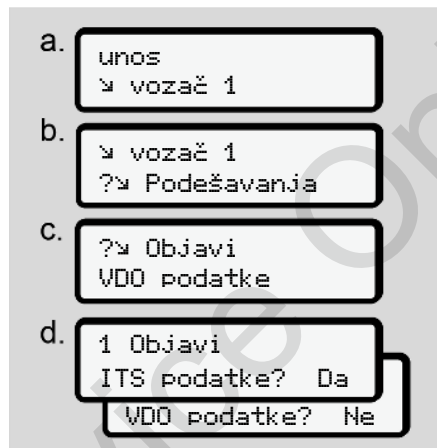 a.
unos
↘ vozač 1
b.
↘ vozač 1
?↘ Podešavanja
c.
?↘ Objavi
VDO podatke
d.
1 Objavi
ITS podatke? Da
VDO podatke? Ne